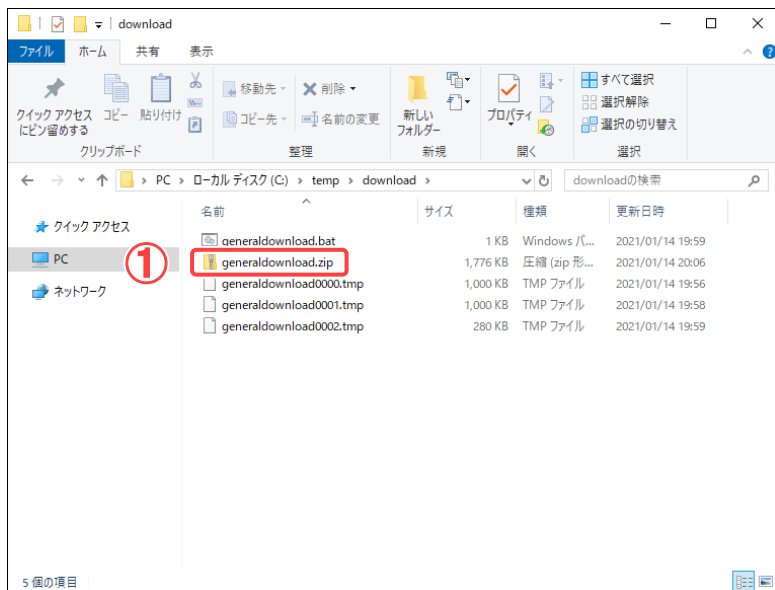 download
ファイル ホーム 共有 表示
クイック アクセス
にピン留めする
コピー
貼り付け
移動先
コピー先
削除
名前の変更
新しい
フォルダー
プロパティ
すべて選択
選択解除
選択の切り替え
クリップボード 整理 新規 開く 選択
PC ローカル ディスク (C:) temp download downloadの検索
名前 サイズ 種類 更新日時
クイック アクセス
PC
ネットワーク
①
generaldownload.bat 1 KB Windows バ... 2021/01/14 19:59
generaldownload.zip 1,776 KB 圧縮 (zip 形... 2021/01/14 20:06
generaldownload0000.tmp 1,000 KB TMP ファイル 2021/01/14 19:56
generaldownload0001.tmp 1,000 KB TMP ファイル 2021/01/14 19:58
generaldownload0002.tmp 280 KB TMP ファイル 2021/01/14 19:59
5 個の項目